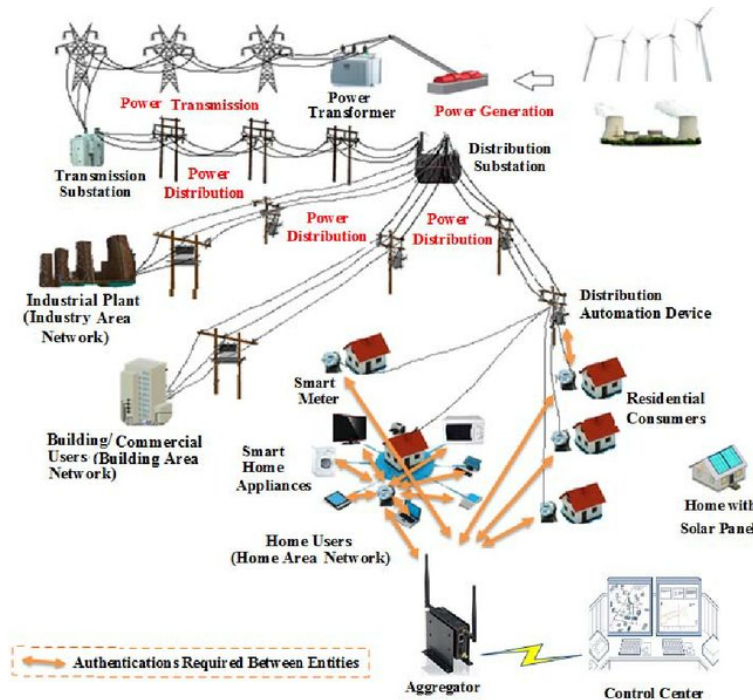 Power Transmission
Power
Transformer
Power Generation
Transmission
Substation
Power
Distribution
Distribution
Substation
Power
Distribution
Power
Distribution
Industrial Plant
(Industry Area
Network)
Distribution
Automation Device
Smart
Meter
Residential
Consumers
Building/ Commercial
Users (Building Area
Network)
Smart
Home
Appliances
Home with
Solar Panel
Home Users
(Home Area Network)
Authentications Required Between Entities
Aggregator
Control Center